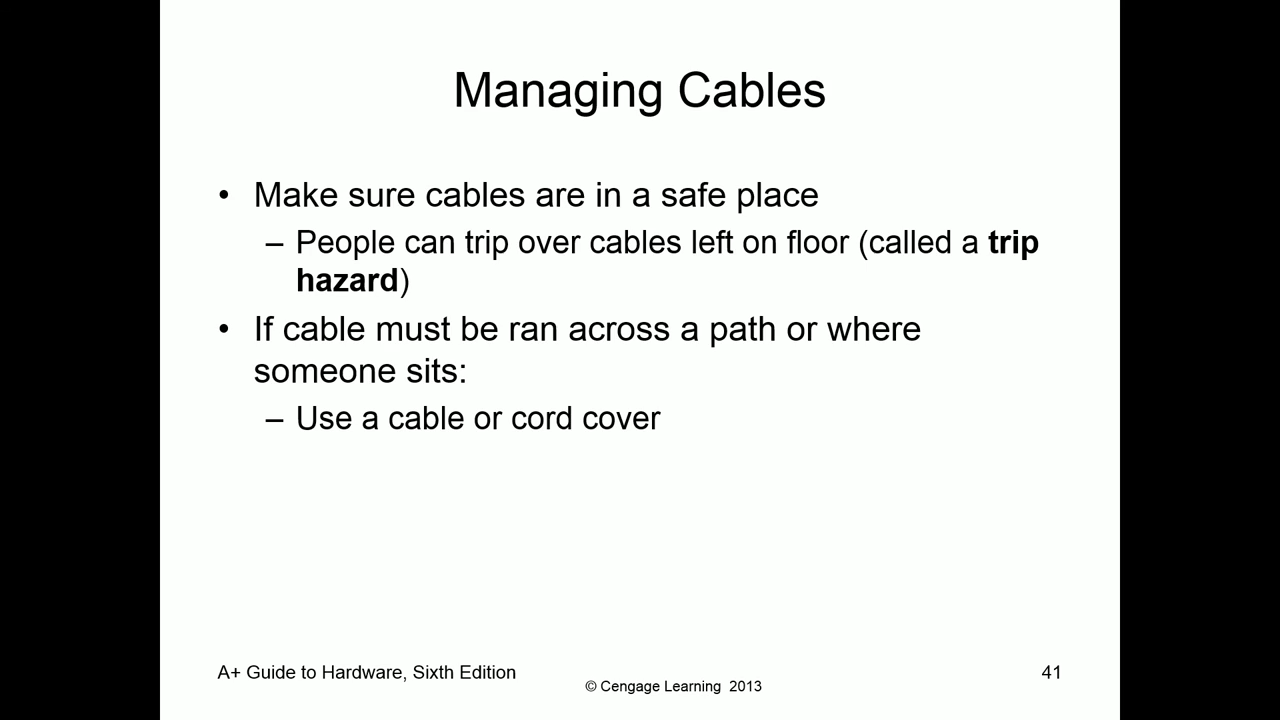 Managing Cables
• Make sure cables are in a safe place
– People can trip over cables left on floor (called a trip
hazard)
• If cable must be ran across a path or where
someone sits:
– Use a cable or cord cover
A+ Guide to Hardware, Sixth Edition
© Cengage Learning 2013
41